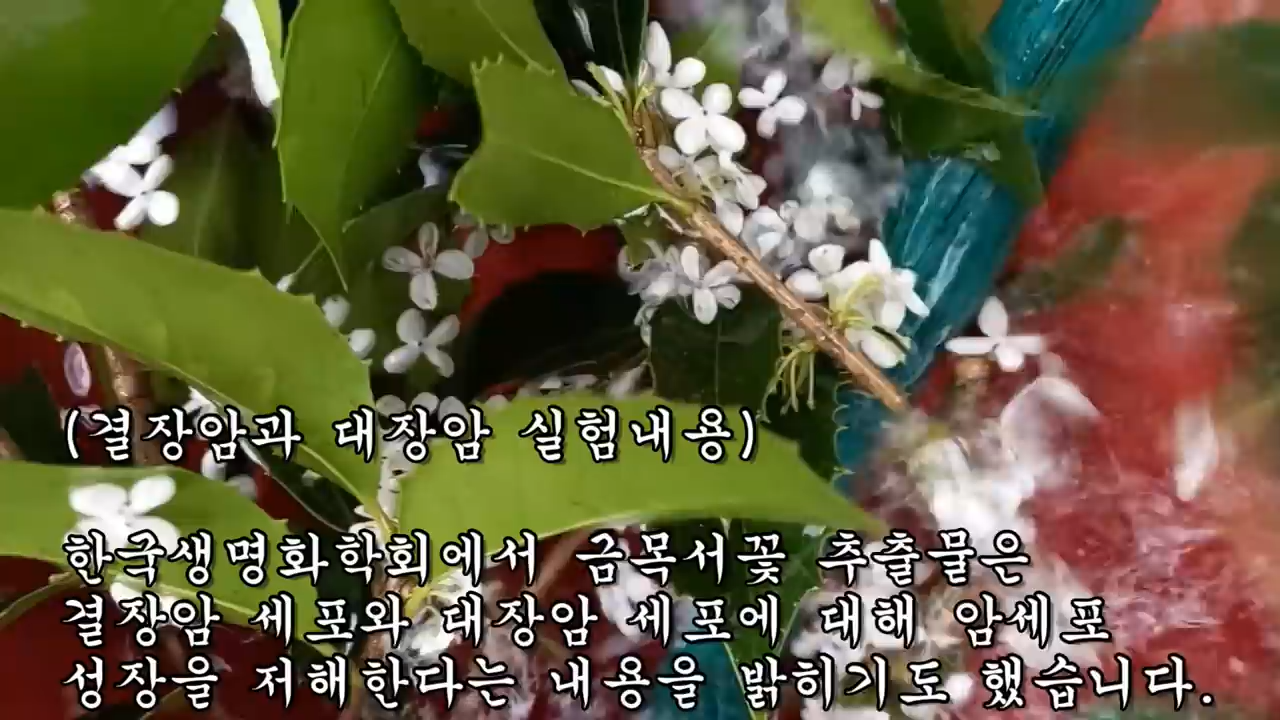 (결장암과 대장암 실험내용)
한국생명화학회에서 금목서꽃 추출물은
결장암 세포와 대장암 세포에 대해 암세포
성장을 저해한다는 내용을 밝히기도 했습니다.